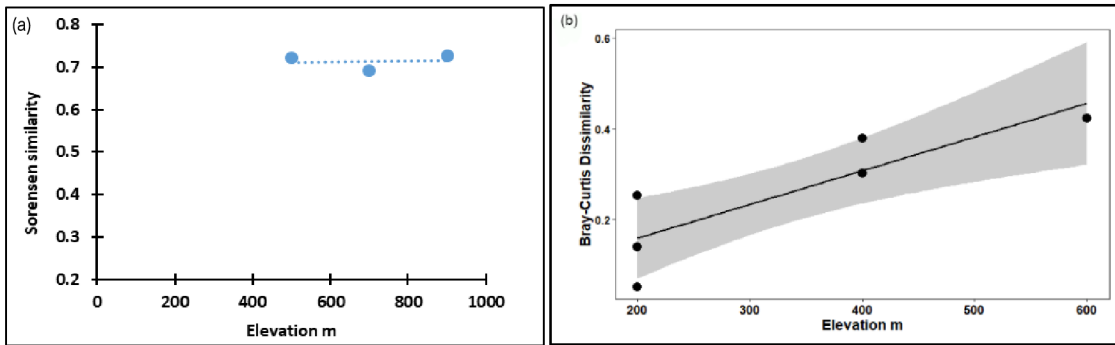 (a)
Sorensen similarity
0.8
0.7
0.6
0.5
0.4
0.3
0.2
0 200 400 600 800 1000
Elevation m
(b)
Bray-Curtis Dissimilarity
0.6
0.4
0.2
200 300 400 500 600
Elevation m